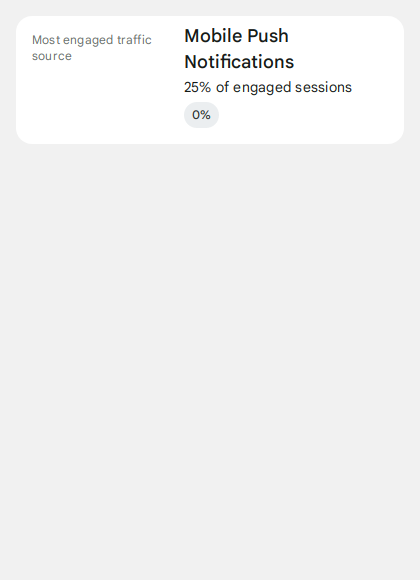 Most engaged traffic
source
Mobile Push
Notifications
25% of engaged sessions
0%